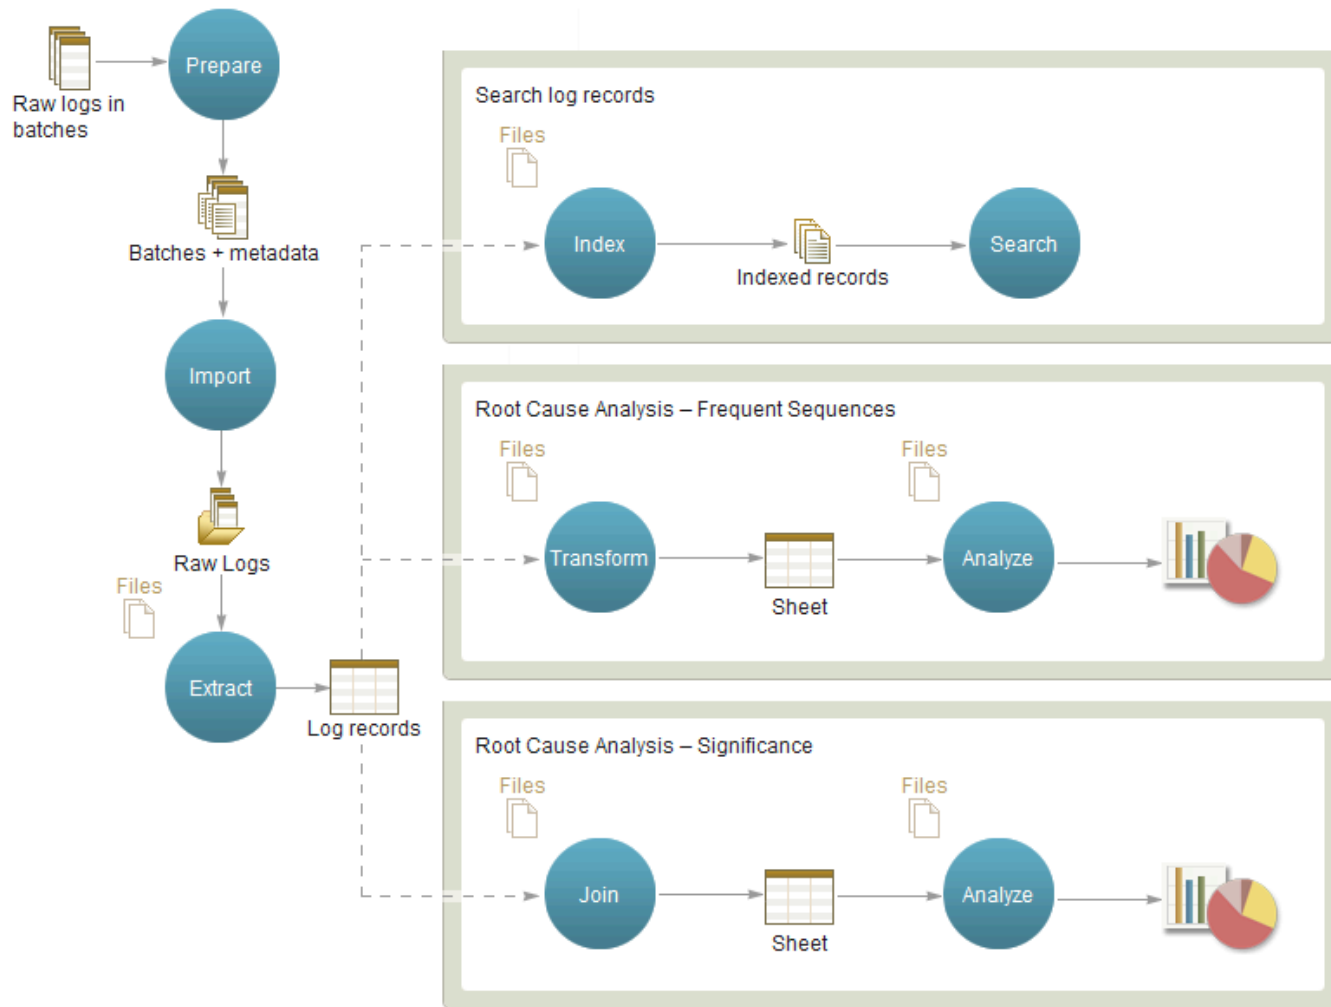 Raw logs in
batches
Prepare
Batches + metadata
Import
Raw Logs
Files
Extract
Log records
Search log records
Files
Index
Indexed records
Search
Root Cause Analysis – Frequent Sequences
Files
Files
Transform
Sheet
Analyze
Root Cause Analysis – Significance
Files
Files
Join
Sheet
Analyze